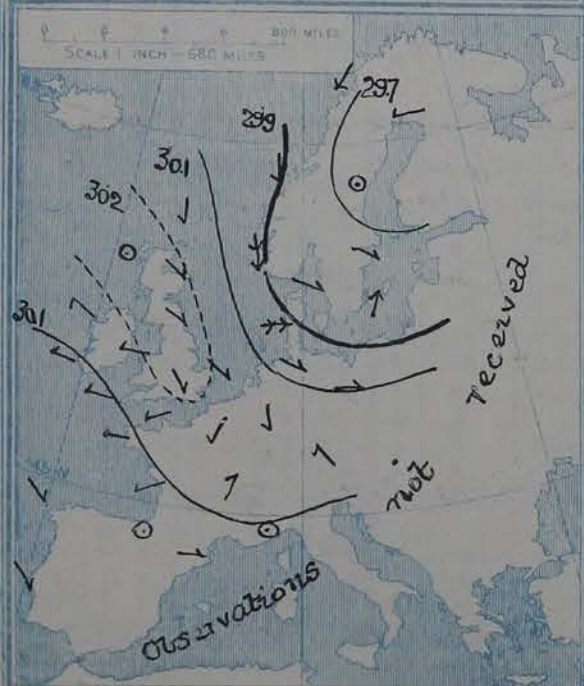 800 MILES
SCALE 1 INCH = 680 MILES
29.7
29.9
30.1
30.2
30.1
45°N
Observations not received